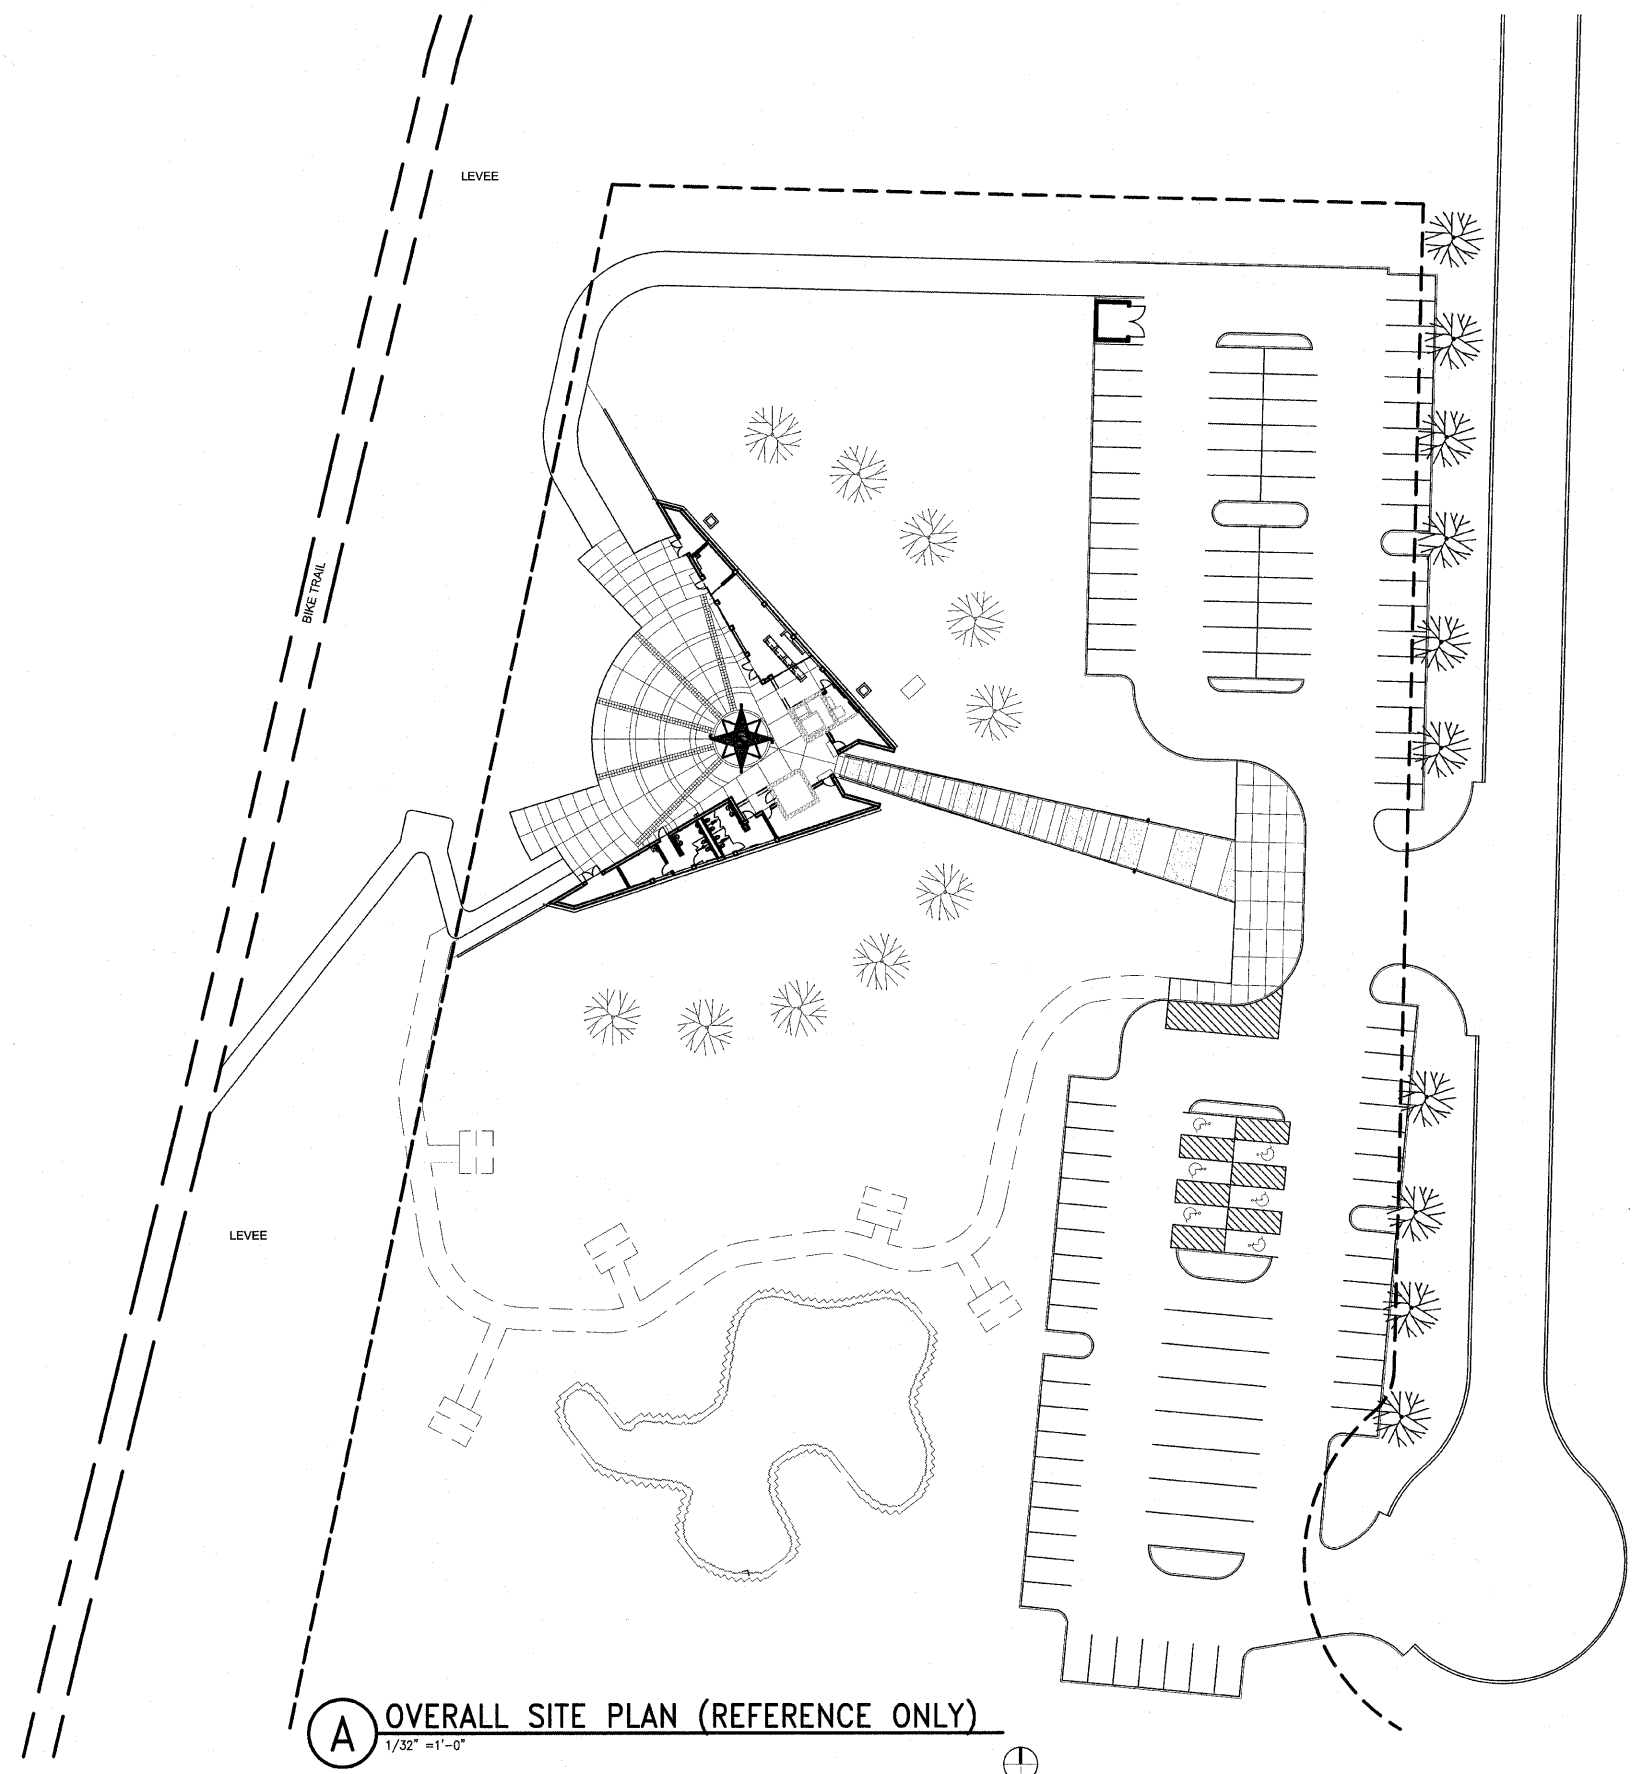 LEVEE
BIKE TRAIL
LEVEE
A
OVERALL SITE PLAN (REFERENCE ONLY)
1/32" =1'-0"